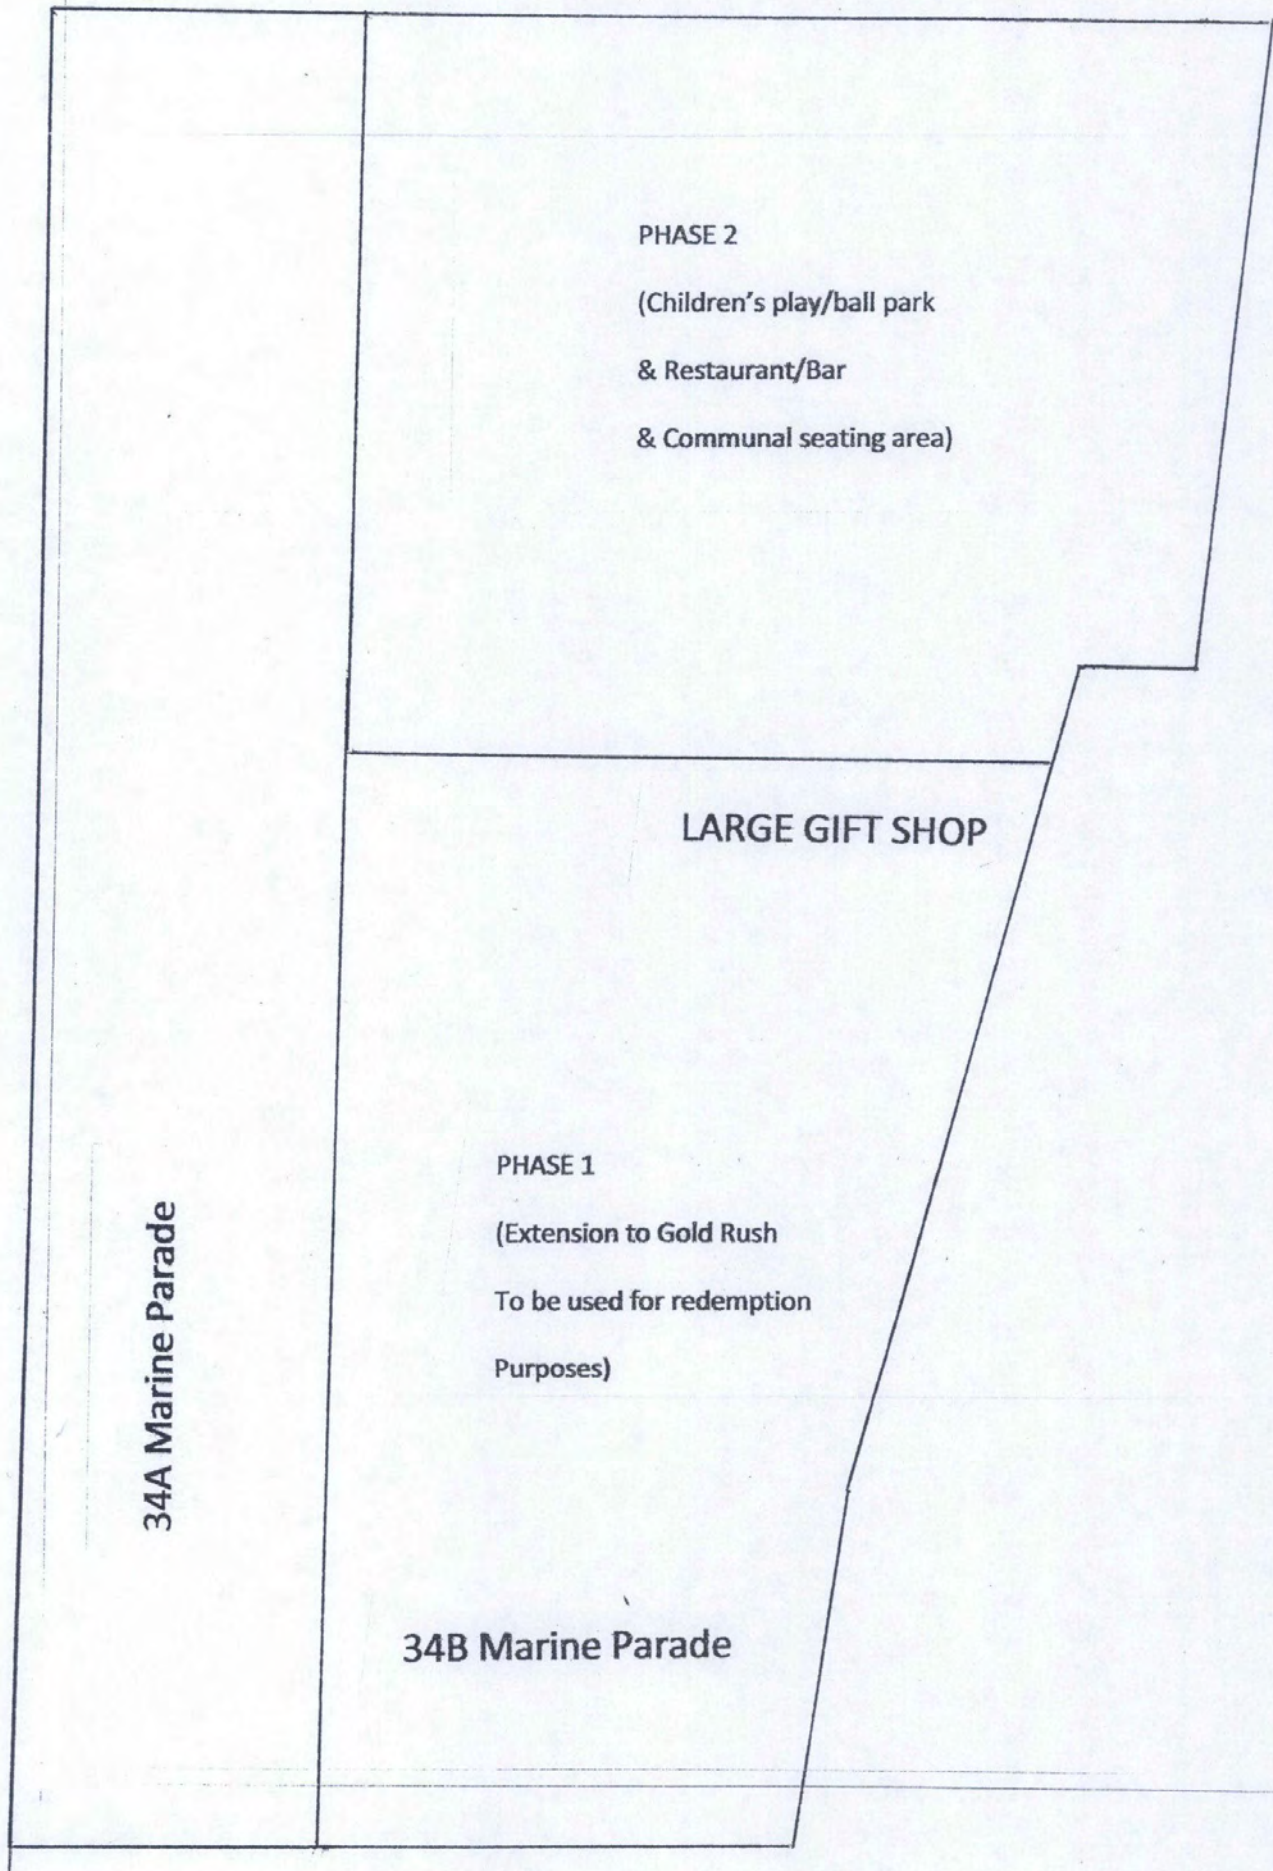 PHASE 2
(Children's play/ball park
& Restaurant/Bar
& Communal seating area)
LARGE GIFT SHOP
PHASE 1
(Extension to Gold Rush
To be used for redemption
Purposes)
34A Marine Parade
34B Marine Parade